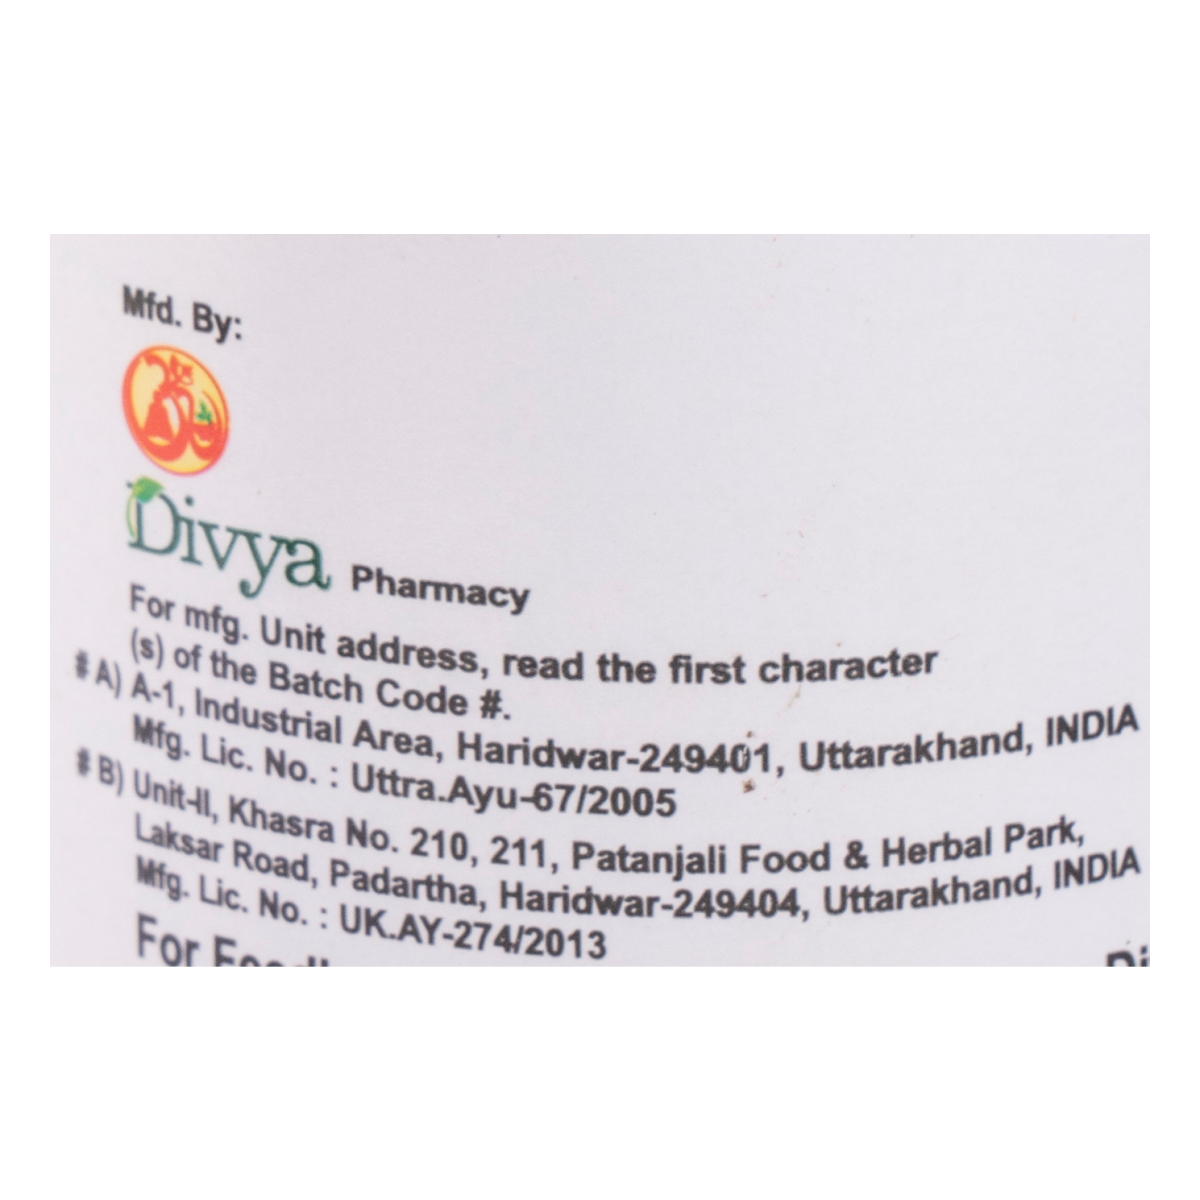 Mfd. By:
Divya Pharmacy
For mfg. Unit address, read the first character
(s) of the Batch Code #.
# A) A-1, Industrial Area, Haridwar-249401, Uttarakhand, INDIA
Mfg. Lic. No. : Uttra.Ayu-67/2005
# B) Unit-II, Khasra No. 210, 211, Patanjali Food & Herbal Park,
Laksar Road, Padartha, Haridwar-249404, Uttarakhand, INDIA
Mfg. Lic. No. : UK.AY-274/2013
For